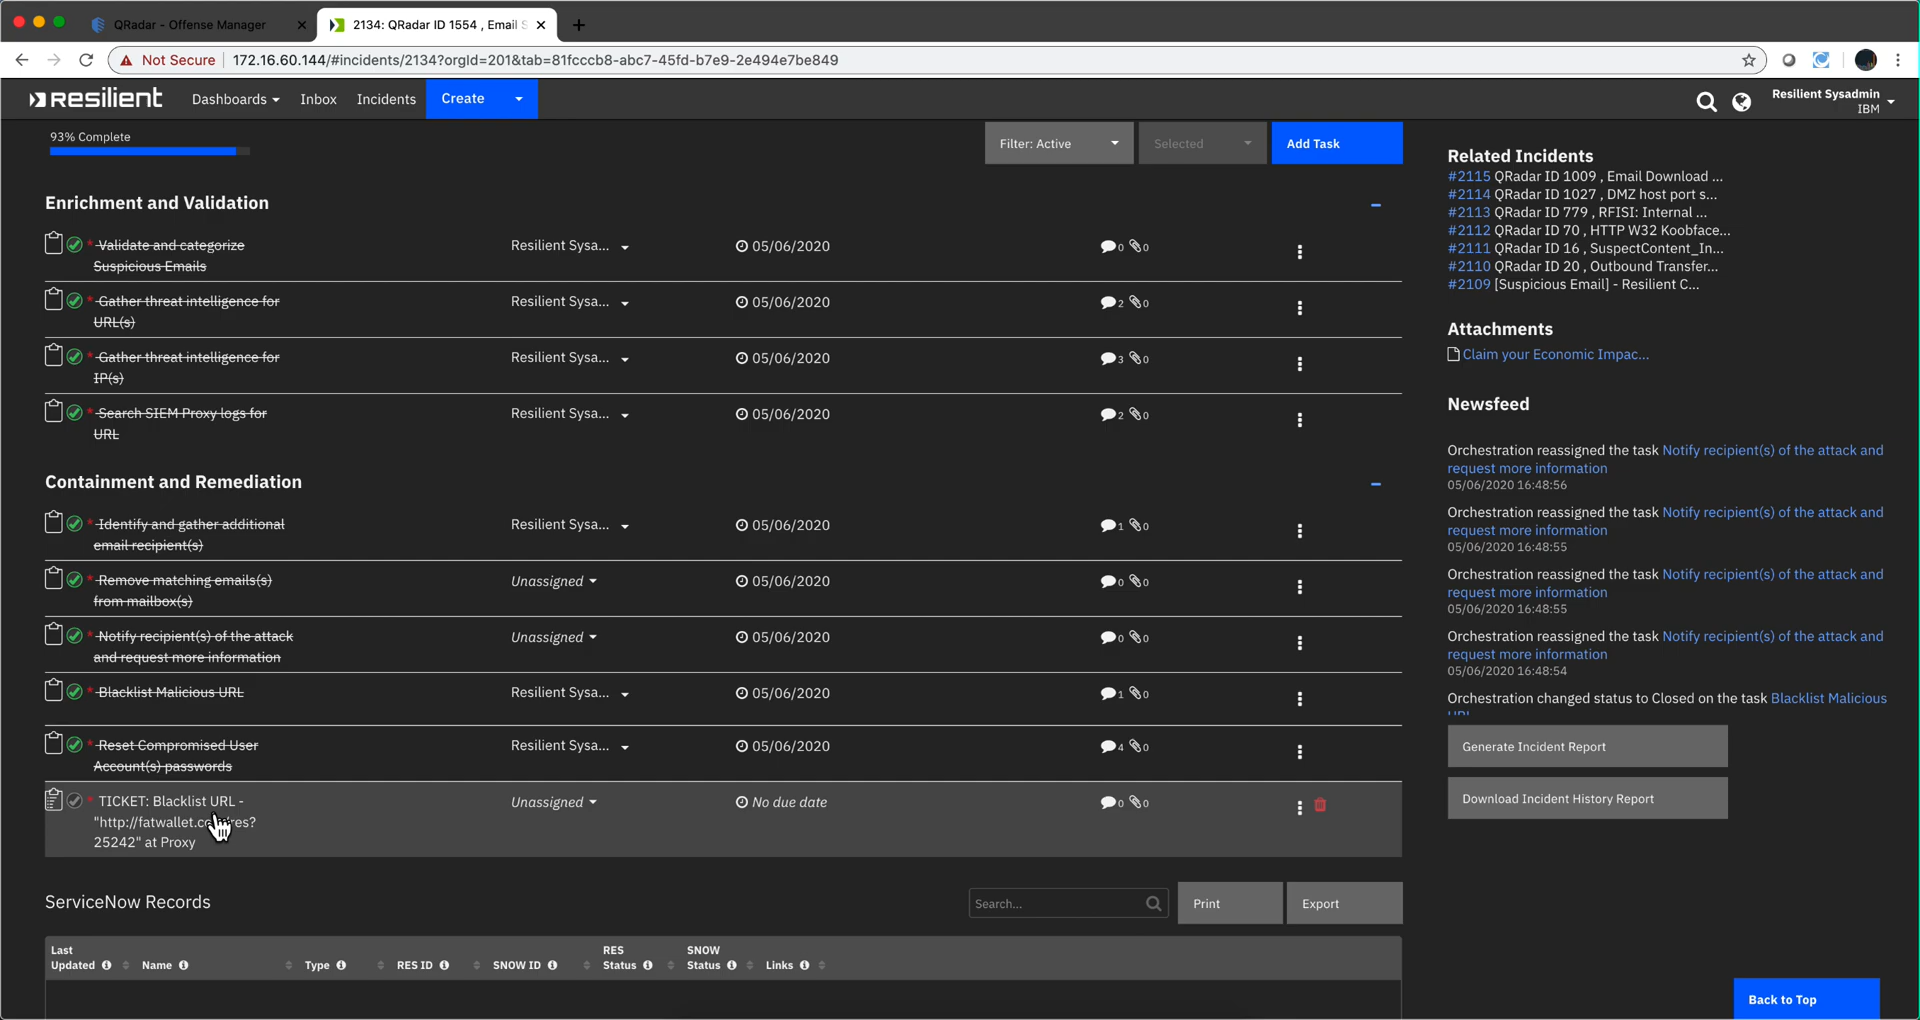 QRadar - Offense Manager
2134: QRadar ID 1554 , Email S
Not Secure
172.16.60.144/#incidents/2134?orgId=201&tab=81fcccb8-abc7-45fd-b7e9-2e494e7be849
Resilient
Dashboards
Inbox
Incidents
Create
Resilient Sysadmin
IBM
93% Complete
Filter: Active
Selected
Add Task
Enrichment and Validation
* Validate and categorize
Suspicious Emails
Resilient Sysa...
05/06/2020
0 0
* Gather threat intelligence for
URL(s)
Resilient Sysa...
05/06/2020
2 0
* Gather threat intelligence for
IP(s)
Resilient Sysa...
05/06/2020
3 0
* Search SIEM Proxy logs for
URL
Resilient Sysa...
05/06/2020
2 0
Containment and Remediation
* Identify and gather additional
email recipient(s)
Resilient Sysa...
05/06/2020
1 0
* Remove matching emails(s)
from mailbox(s)
Unassigned
05/06/2020
0 0
* Notify recipient(s) of the attack
and request more information
Unassigned
05/06/2020
0 0
* Blacklist Malicious URL
Resilient Sysa...
05/06/2020
1 0
* Reset Compromised User
Account(s) passwords
Resilient Sysa...
05/06/2020
4 0
* TICKET: Blacklist URL -
"http://fatwallet.co es?
25242" at Proxy
Unassigned
No due date
0 0
ServiceNow Records
Search...
Print
Export
Last
Updated
Name
Type
RES ID
SNOW ID
RES
Status
SNOW
Status
Links
Related Incidents
#2115 QRadar ID 1009 , Email Download ...
#2114 QRadar ID 1027 , DMZ host port s...
#2113 QRadar ID 779 , RFISI: Internal ...
#2112 QRadar ID 70 , HTTP W32 Koobface...
#2111 QRadar ID 16 , SuspectContent_In...
#2110 QRadar ID 20 , Outbound Transfer...
#2109 [Suspicious Email] - Resilient C...
Attachments
Claim your Economic Impac...
Newsfeed
Orchestration reassigned the task Notify recipient(s) of the attack and
request more information
05/06/2020 16:48:56
Orchestration reassigned the task Notify recipient(s) of the attack and
request more information
05/06/2020 16:48:55
Orchestration reassigned the task Notify recipient(s) of the attack and
request more information
05/06/2020 16:48:55
Orchestration reassigned the task Notify recipient(s) of the attack and
request more information
05/06/2020 16:48:54
Orchestration changed status to Closed on the task Blacklist Malicious
Generate Incident Report
Download Incident History Report
Back to Top